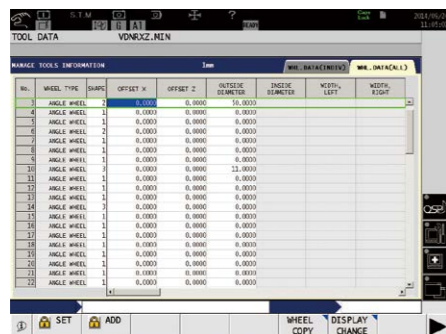 S.T.M
?
G A1
READY
TOOL DATA VDNRXZ.MIN
MANAGE TOOLS INFORMATION 1mm WHL.DATA(INDIV) WHL.DATA(ALL)
No. WHEEL TYPE SHAPE OFFSET X OFFSET Z OUTSIDE DIAMETER INSIDE DIAMETER WIDTH, LEFT WIDTH, RIGHT
3 ANGLE WHEEL 2 0.0000 0.0000 50.0000
4 ANGLE WHEEL 1 0.0000 0.0000 0.0000
5 ANGLE WHEEL 1 0.0000 0.0000 0.0000
6 ANGLE WHEEL 2 0.0000 0.0000 0.0000
7 ANGLE WHEEL 1 0.0000 0.0000 0.0000
8 ANGLE WHEEL 1 0.0000 0.0000 0.0000
9 ANGLE WHEEL 1 0.0000 0.0000 0.0000
10 ANGLE WHEEL 3 0.0000 0.0000 11.0000
11 ANGLE WHEEL 1 0.0000 0.0000 0.0000
12 ANGLE WHEEL 1 0.0000 0.0000 0.0000
13 ANGLE WHEEL 1 0.0000 0.0000 0.0000
14 ANGLE WHEEL 3 0.0000 0.0000 0.0000
15 ANGLE WHEEL 1 0.0000 0.0000 0.0000
16 ANGLE WHEEL 1 0.0000 0.0000 0.0000
17 ANGLE WHEEL 1 0.0000 0.0000 0.0000
18 ANGLE WHEEL 1 0.0000 0.0000 0.0000
19 ANGLE WHEEL 1 0.0000 0.0000 0.0000
20 ANGLE WHEEL 1 0.0000 0.0000 0.0000
21 ANGLE WHEEL 1 0.0000 0.0000 0.0000
22 ANGLE WHEEL 1 0.0000 0.0000 0.0000
OSP
SET ADD WHEEL COPY DISPLAY CHANGE